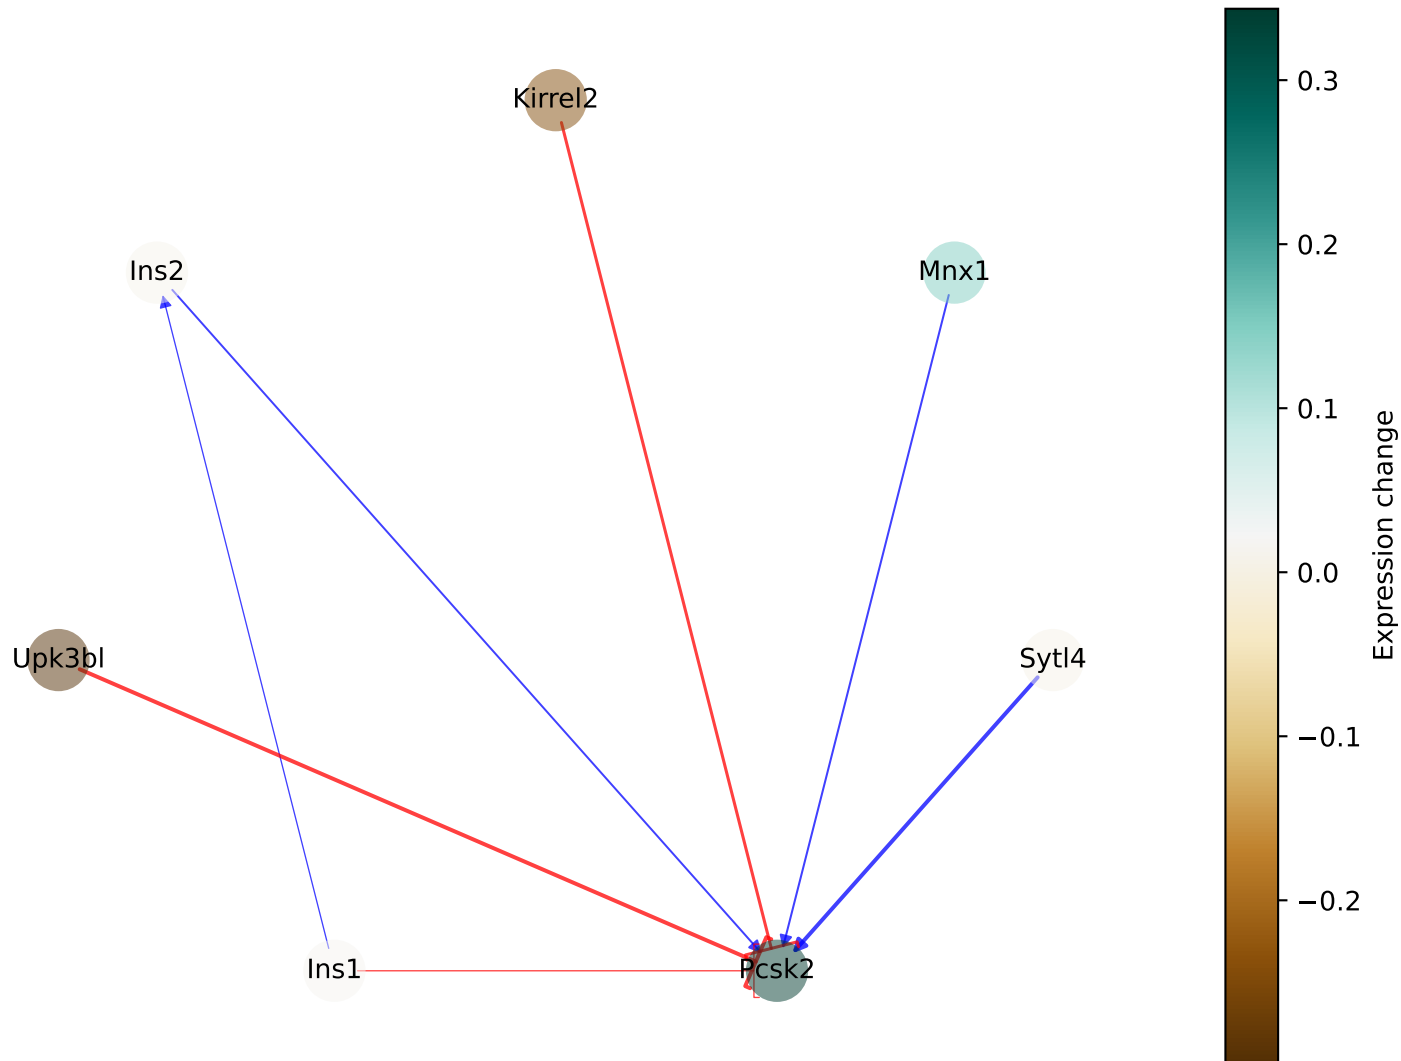 Kirrel2
Ins2
Mnx1
Upk3bl
Sytl4
Ins1
Pcsk2
0.3
0.2
0.1
0.0
−0.1
−0.2
Expression change